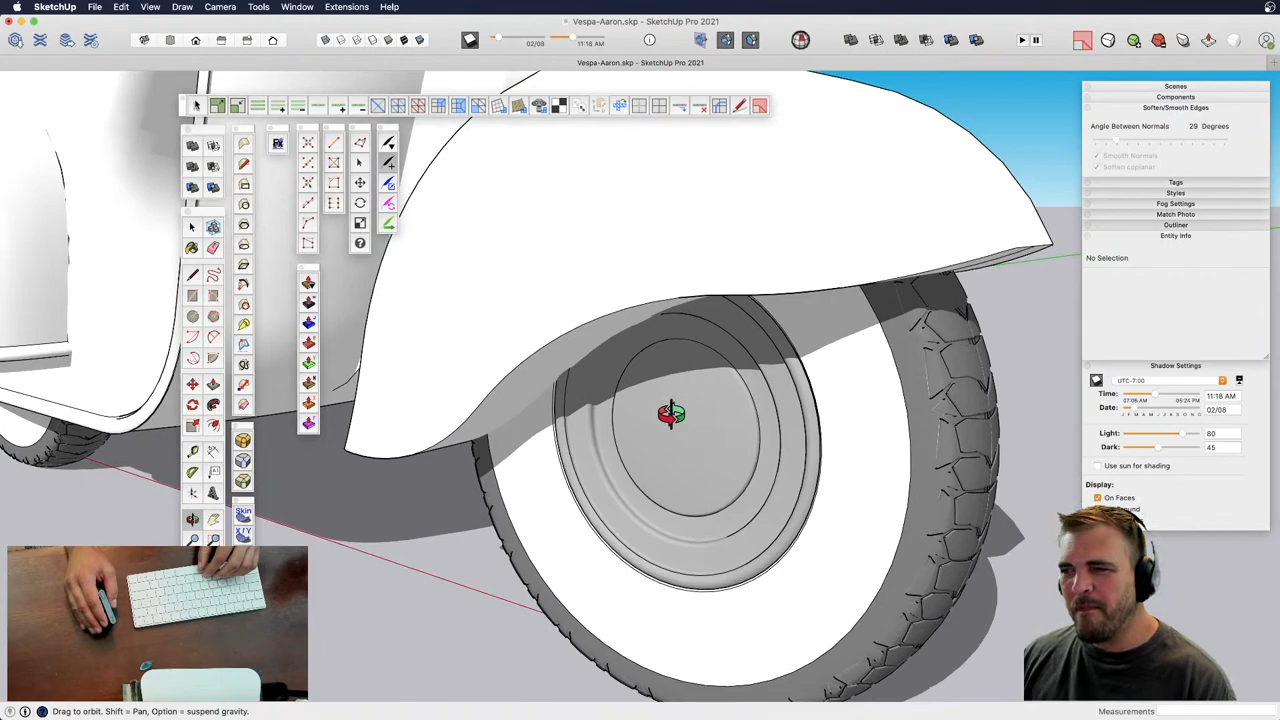 SketchUp File Edit View Draw Camera Tools Window Extensions Help
Vespa-Aaron.skp - SketchUp Pro 2021
02/08 11:18 AM
Vespa-Aaron.skp - SketchUp Pro 2021
Scenes
Components
Soften/Smooth Edges
Angle Between Normals 29 Degrees
Smooth Normals
Soften coplanar
Tags
Styles
Fog Settings
Match Photo
Outliner
Entity Info
No Selection
Shadow Settings
UTC-7:00
Time: 11:18 AM
07:06 AM 05:24 PM
Date: 02/08
J F M A M J J A S O N D
Light: 80
Dark: 45
Use sun for shading
Display:
On Faces
Skin
X/Y
Drag to orbit. Shift = Pan, Option = suspend gravity.
Measurements